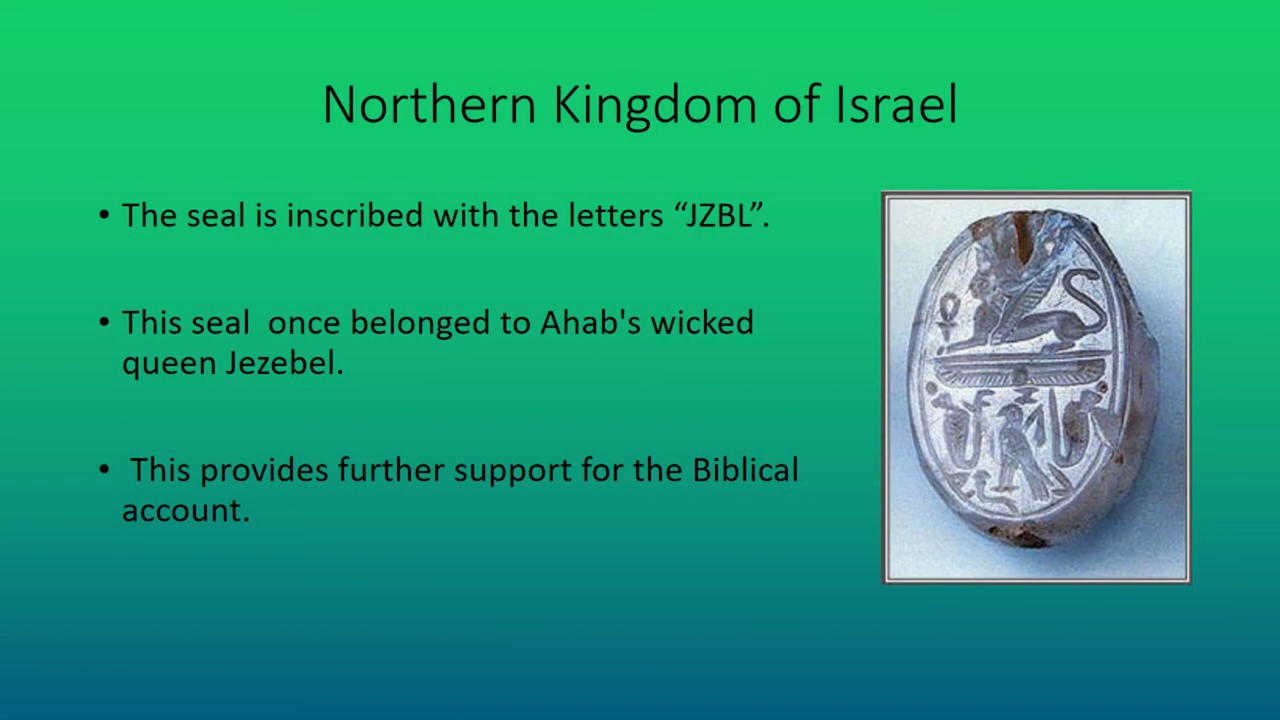 Northern Kingdom of Israel
• The seal is inscribed with the letters “JZBL”.
• This seal  once belonged to Ahab's wicked
queen Jezebel.
•  This provides further support for the Biblical
account.